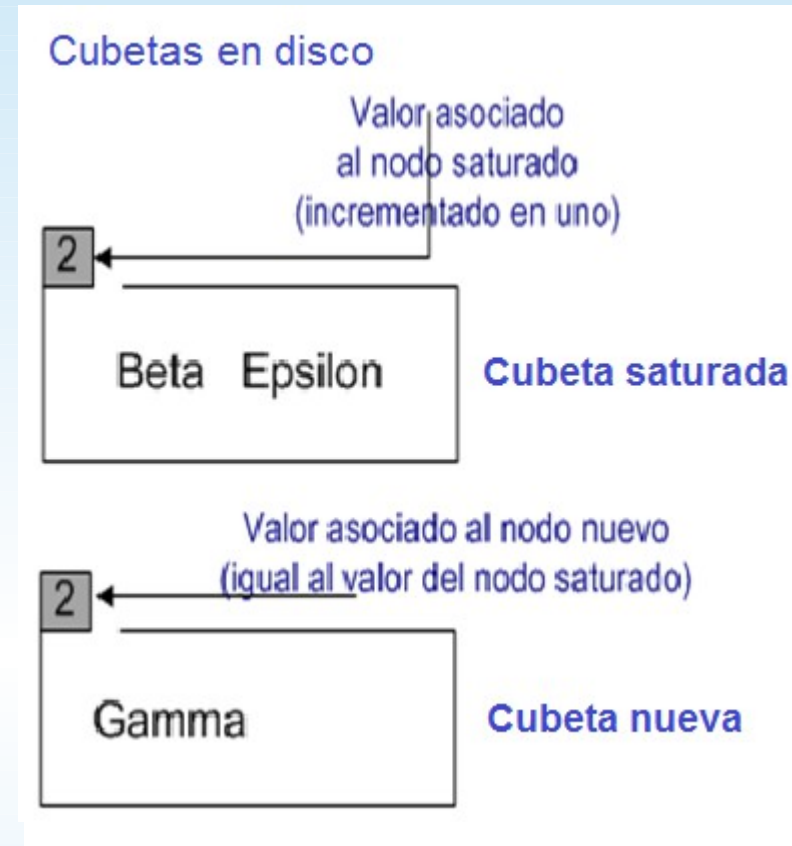 Cubetas en disco
Valor asociado
al nodo saturado
(incrementado en uno)
2
Beta Epsilon
Cubeta saturada
Valor asociado al nodo nuevo
(igual al valor del nodo saturado)
2
Gamma
Cubeta nueva